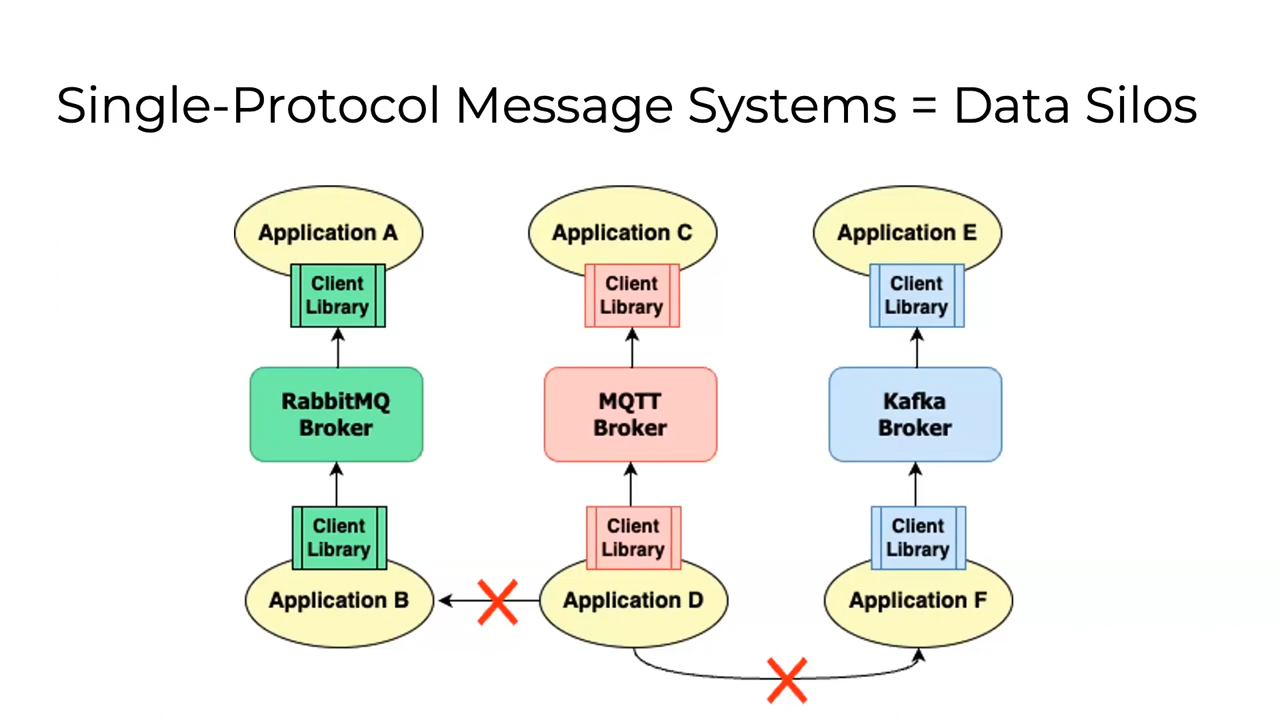 Single-Protocol Message Systems = Data Silos
Application A
Application C
Application E
Client
Library
Client
Library
Client
Library
RabbitMQ
Broker
MQTT
Broker
Kafka
Broker
Client
Library
Client
Library
Client
Library
Application B
Application D
Application F